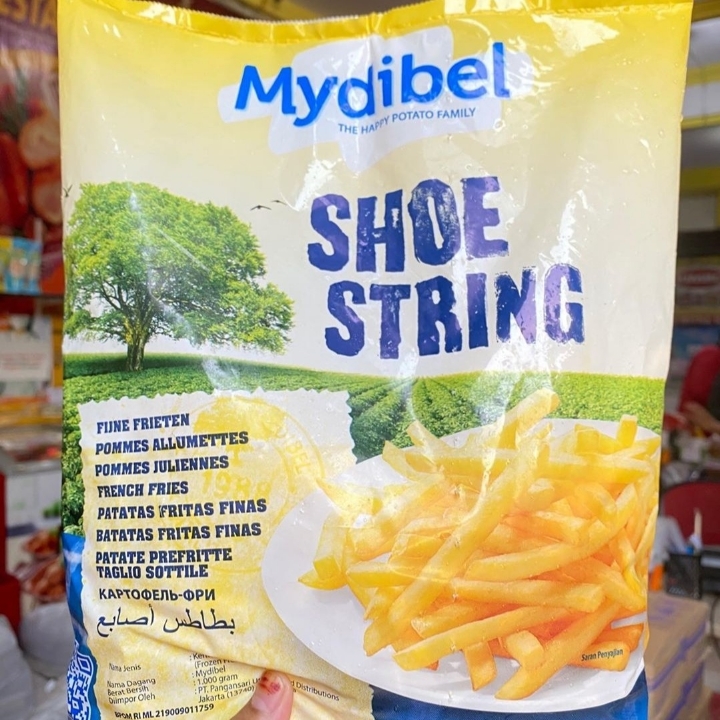 Mydibel
THE HAPPY POTATO FAMILY
SHOE
STRING
FIJNE FRIETEN
POMMES ALLUMETTES
POMMES JULIENNES
FRENCH FRIES
PATATAS FRITAS FINAS
BATATAS FRITAS FINAS
PATATE PREFRITTE
TAGLIO SOTTILE
КАРТОФЕЛЬ-ФРИ
بطاطس أصابع
Nama Jenis
(Frozen
Nama Dagang : Mydibel
Berat Bersih : 1.000 gram
Diimpor Oleh : PT. Pangansari Distributions
Jakarta (13740)
BPOM RI ML 219009011759
Saran Penyajian